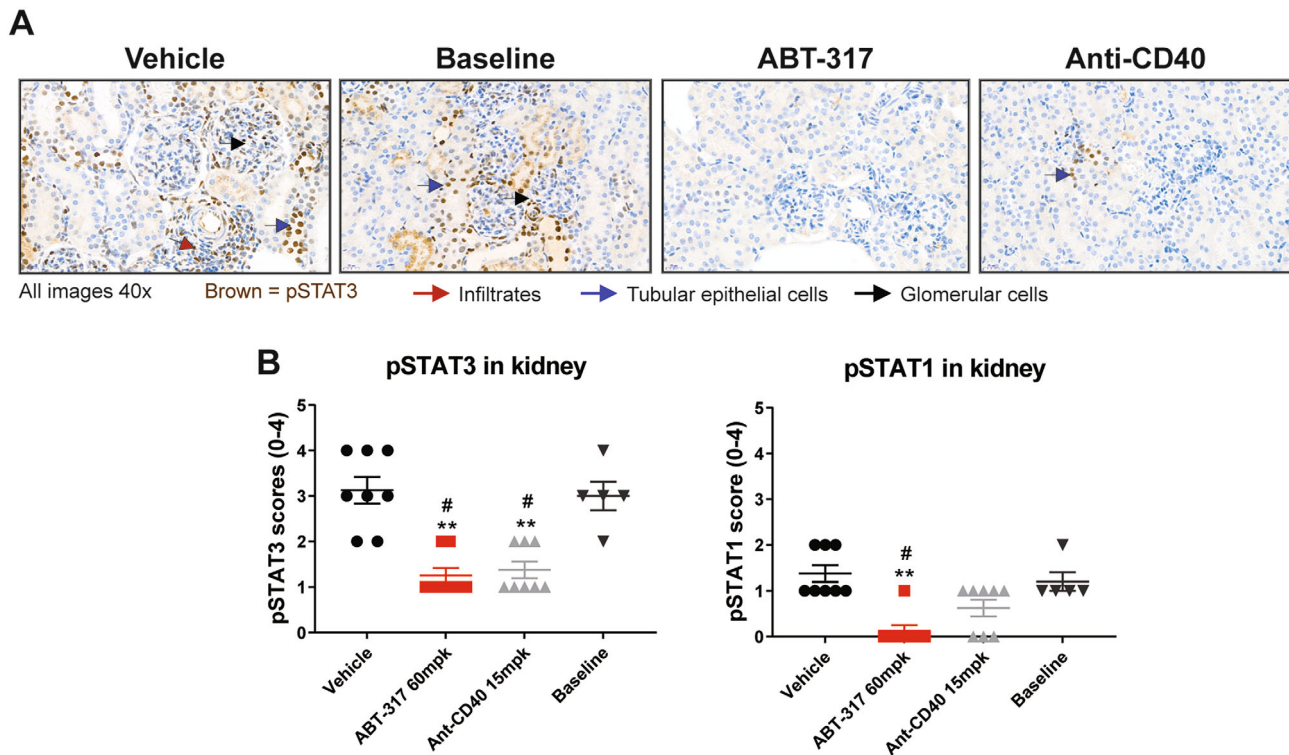 A
Vehicle Baseline ABT-317 Anti-CD40
All images 40x Brown = pSTAT3 Infiltrates Tubular epithelial cells Glomerular cells
B
pSTAT3 in kidney
pSTAT3 scores (0-4)
5
4
3
2
1
0
#
**
#
**
Vehicle
ABT-317 60mpk
Ant-CD40 15mpk
Baseline
pSTAT1 in kidney
pSTAT1 score (0-4)
5
4
3
2
1
0
#
**
Vehicle
ABT-317 60mpk
Ant-CD40 15mpk
Baseline